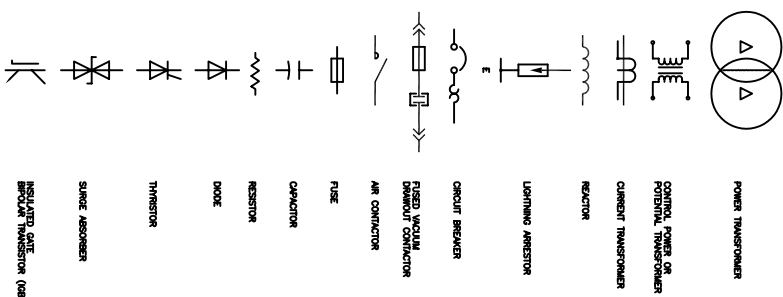 POWER TRANSFORMER
CONTROL POWER OR
POTENTIAL TRANSFORMER
CURRENT TRANSFORMER
REACTOR
E
LIGHTNING ARRESTOR
CIRCUIT BREAKER
FUSED VACUUM
DRAWOUT CONTACTOR
AIR CONTACTOR
FUSE
CAPACITOR
RESISTOR
DIODE
THYRISTOR
SURGE ABSORBER
INSULATED GATE
BIPOLAR TRANSISTOR (IGB